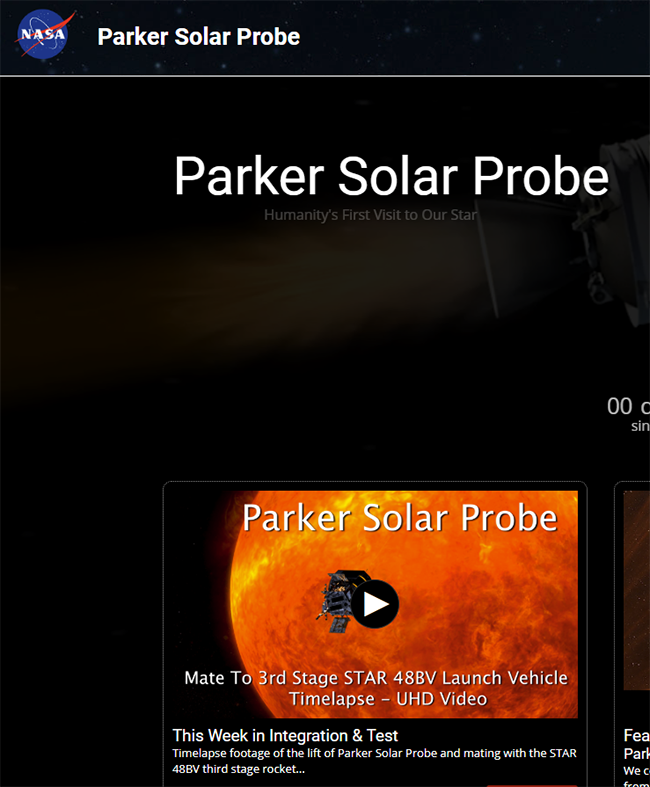 NASA
Parker Solar Probe
Parker Solar Probe
Humanity's First Visit to Our Star
00
sin
Parker Solar Probe
Mate To 3rd Stage STAR 48BV Launch Vehicle
Timelapse – UHD Video
This Week in Integration & Test
Timelapse footage of the lift of Parker Solar Probe and mating with the STAR
48BV third stage rocket...
Fea
Park
We c